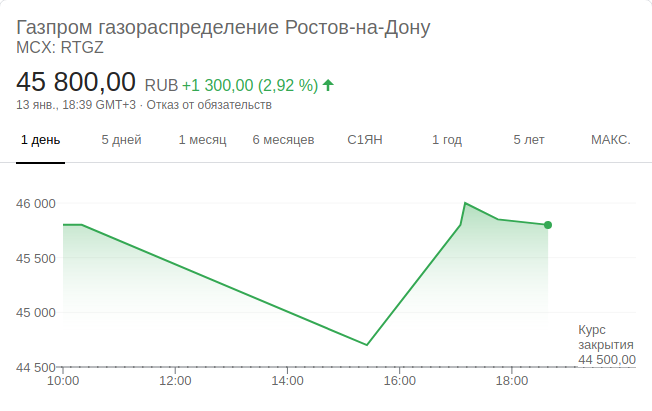 Газпром газораспределение Ростов-на-Дону
MCX: RTGZ
45 800,00 RUB +1 300,00 (2,92 %)
13 янв., 18:39 GMT+3 · Отказ от обязательств
1 день 5 дней 1 месяц 6 месяцев С1ЯН 1 год 5 лет МАКС.
46 000
45 500
45 000
Курс
закрытия
44 500,00
44 500
10:00 12:00 14:00 16:00 18:00